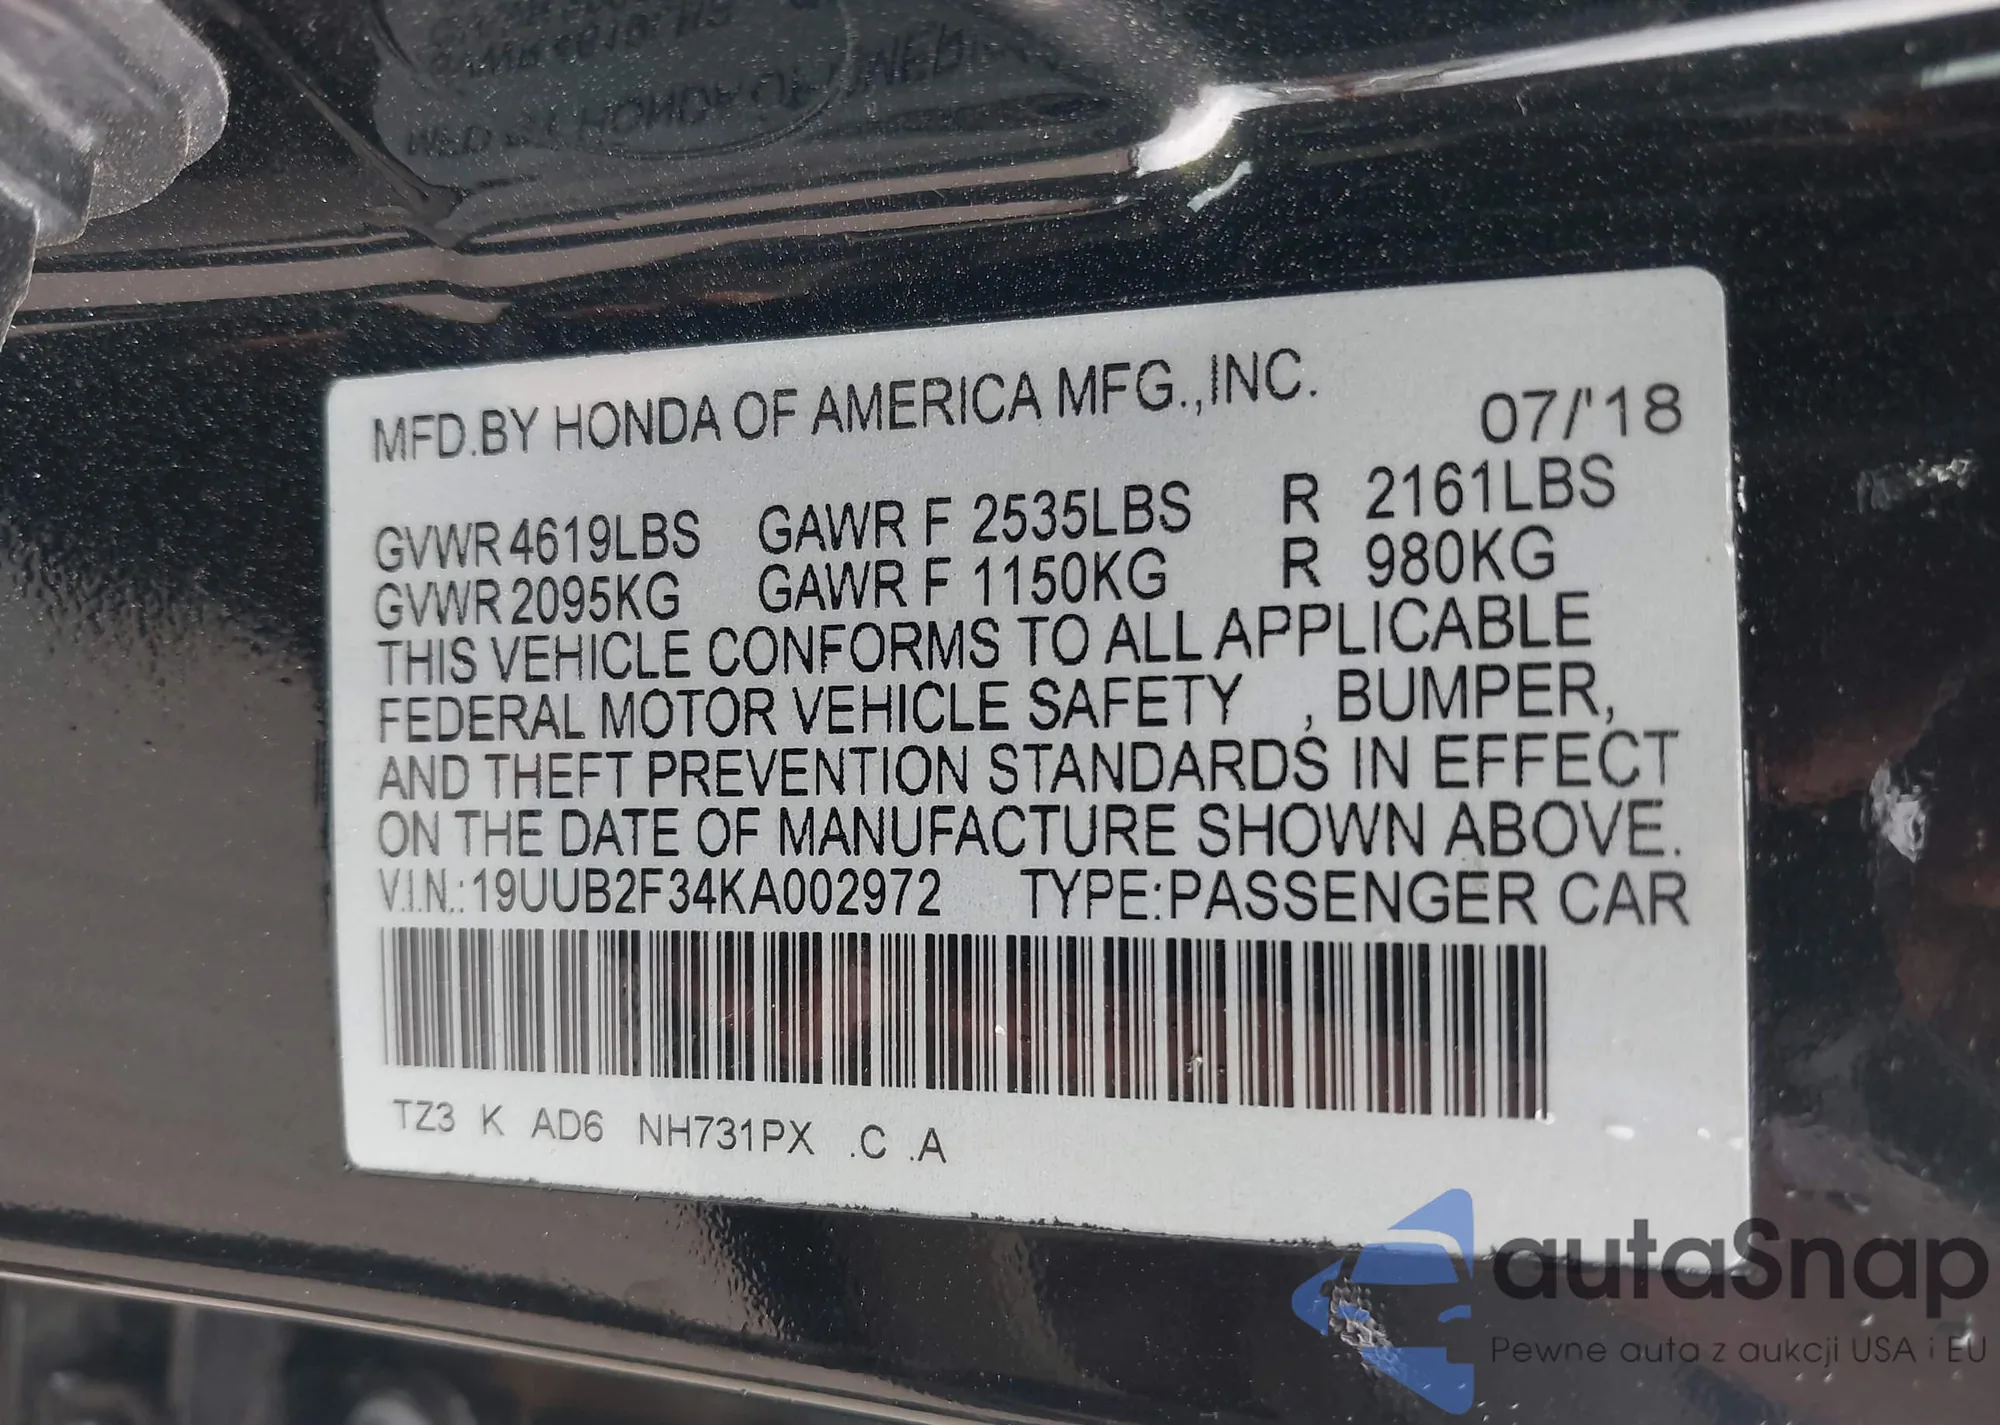 MFD.BY HONDA OF AMERICA MFG.,INC. 07/'18
GVWR 4619LBS GAWR F 2535LBS R 2161LBS
GVWR 2095KG GAWR F 1150KG R 980KG
THIS VEHICLE CONFORMS TO ALL APPLICABLE
FEDERAL MOTOR VEHICLE SAFETY , BUMPER,
AND THEFT PREVENTION STANDARDS IN EFFECT
ON THE DATE OF MANUFACTURE SHOWN ABOVE.
V.I.N.: 19UUB2F34KA002972 TYPE:PASSENGER CAR
TZ3 K AD6 NH731PX .C .A
autaSnap
Pewne auta z aukcji USA i EU